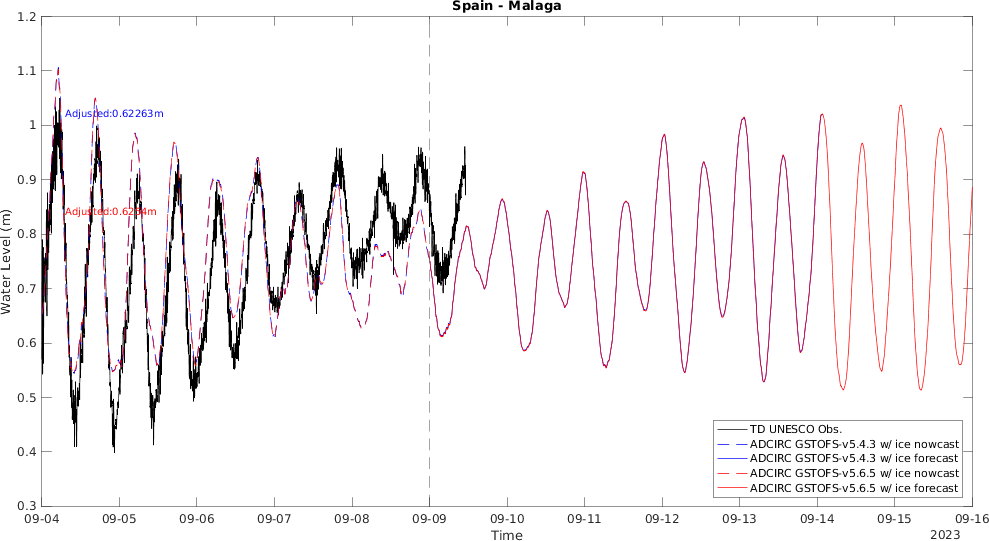 Spain - Malaga
1.2
1.1
1
0.9
0.8
0.7
0.6
0.5
0.4
0.3
Water Level (m)
Adjusted:0.62263m
Adjusted:0.6264m
TD UNESCO Obs.
ADCIRC GSTOFS-v5.4.3 w/ ice nowcast
ADCIRC GSTOFS-v5.4.3 w/ ice forecast
ADCIRC GSTOFS-v5.6.5 w/ ice nowcast
ADCIRC GSTOFS-v5.6.5 w/ ice forecast
09-04 09-05 09-06 09-07 09-08 09-09 09-10 09-11 09-12 09-13 09-14 09-15 09-16
Time
2023